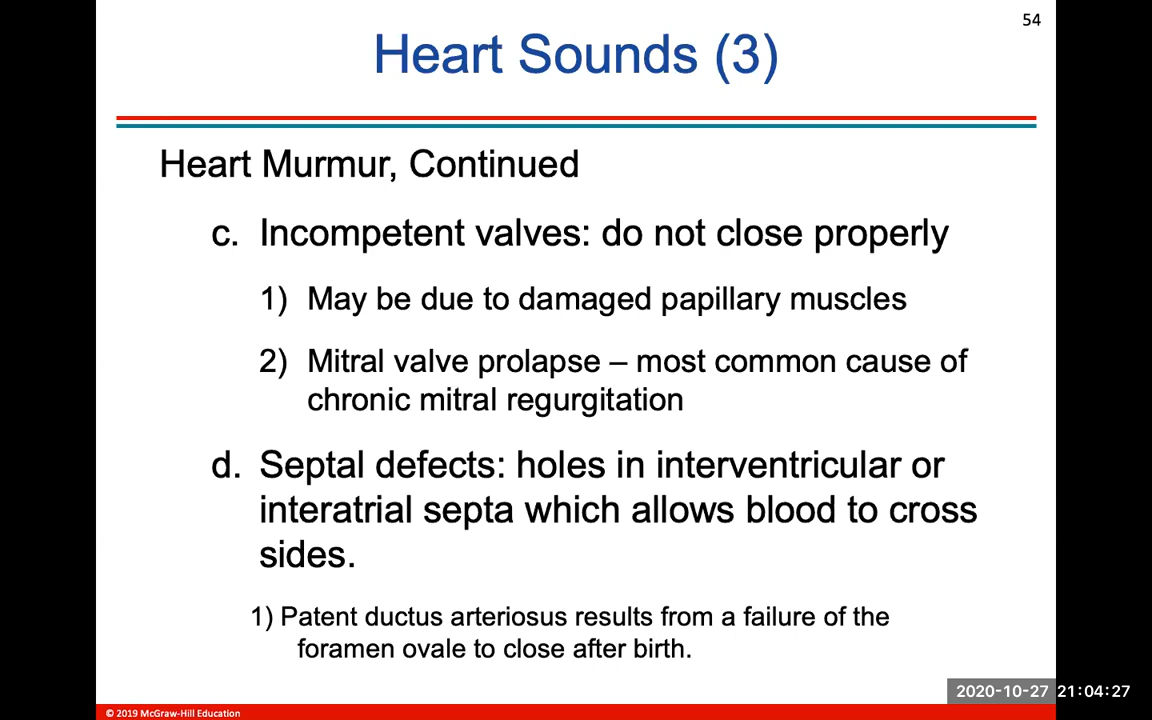 54
Heart Sounds (3)
Heart Murmur, Continued
c. Incompetent valves: do not close properly
1) May be due to damaged papillary muscles
2) Mitral valve prolapse – most common cause of
chronic mitral regurgitation
d. Septal defects: holes in interventricular or
interatrial septa which allows blood to cross
sides.
1) Patent ductus arteriosus results from a failure of the
foramen ovale to close after birth.
2020-10-27 21:04:27
© 2019 McGraw-Hill Education